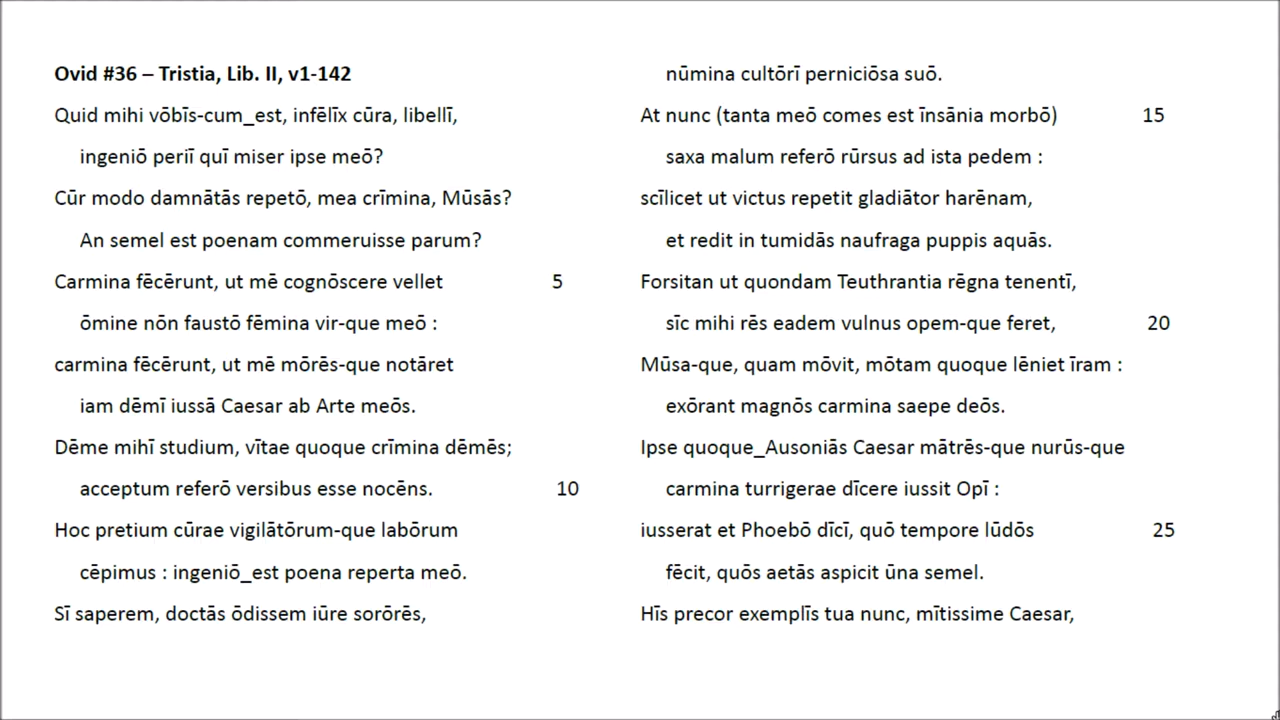 Ovid #36 – Tristia, Lib. II, v1-142
Quid mihi vōbīs-cum_est, infēlīx cūra, libellī,
ingeniō periī quī miser ipse meō?
Cūr modo damnātās repetō, mea crīmina, Mūsās?
An semel est poenam commeruisse parum?
Carmina fēcērunt, ut mē cognōscere vellet 5
ōmine nōn faustō fēmina vir-que meō :
carmina fēcērunt, ut mē mōrēs-que notāret
iam dēmī iussā Caesar ab Arte meōs.
Dēme mihī studium, vītae quoque crīmina dēmēs;
acceptum referō versibus esse nocēns. 10
Hoc pretium cūrae vigilātōrum-que labōrum
cēpimus : ingeniō_est poena reperta meō.
Sī saperem, doctās ōdissem iūre sorōrēs,
nūmina cultōrī perniciōsa suō.
At nunc (tanta meō comes est īnsānia morbō) 15
saxa malum referō rūrsus ad ista pedem :
scīlicet ut victus repetit gladiātor harēnam,
et redit in tumidās naufraga puppis aquās.
Forsitan ut quondam Teuthrantia rēgna tenentī,
sīc mihi rēs eadem vulnus opem-que feret, 20
Mūsa-que, quam mōvit, mōtam quoque lēniet īram :
exōrant magnōs carmina saepe deōs.
Ipse quoque_Ausoniās Caesar mātrēs-que nurūs-que
carmina turrigerae dīcere iussit Opī :
iusserat et Phoebō dīcī, quō tempore lūdōs 25
fēcit, quōs aetās aspicit ūna semel.
Hīs precor exemplīs tua nunc, mītissime Caesar,